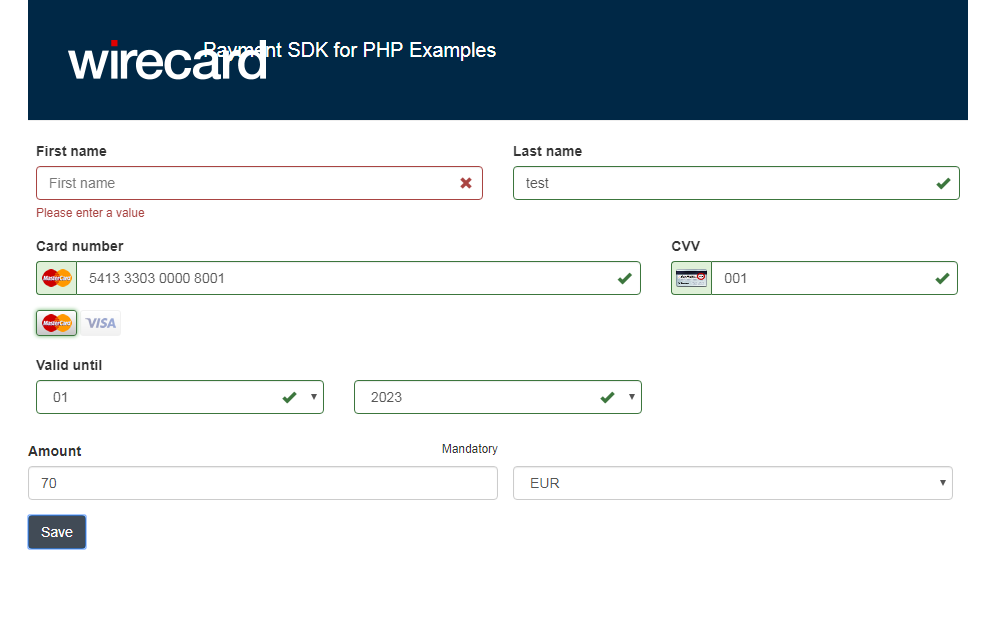 wirecard
Payment SDK for PHP Examples
First name Last name
First name test
Please enter a value
Card number CVV
MasterCard 5413 3303 0000 8001 001
MasterCard VISA
Valid until
01 2023
Amount Mandatory
70 EUR
Save